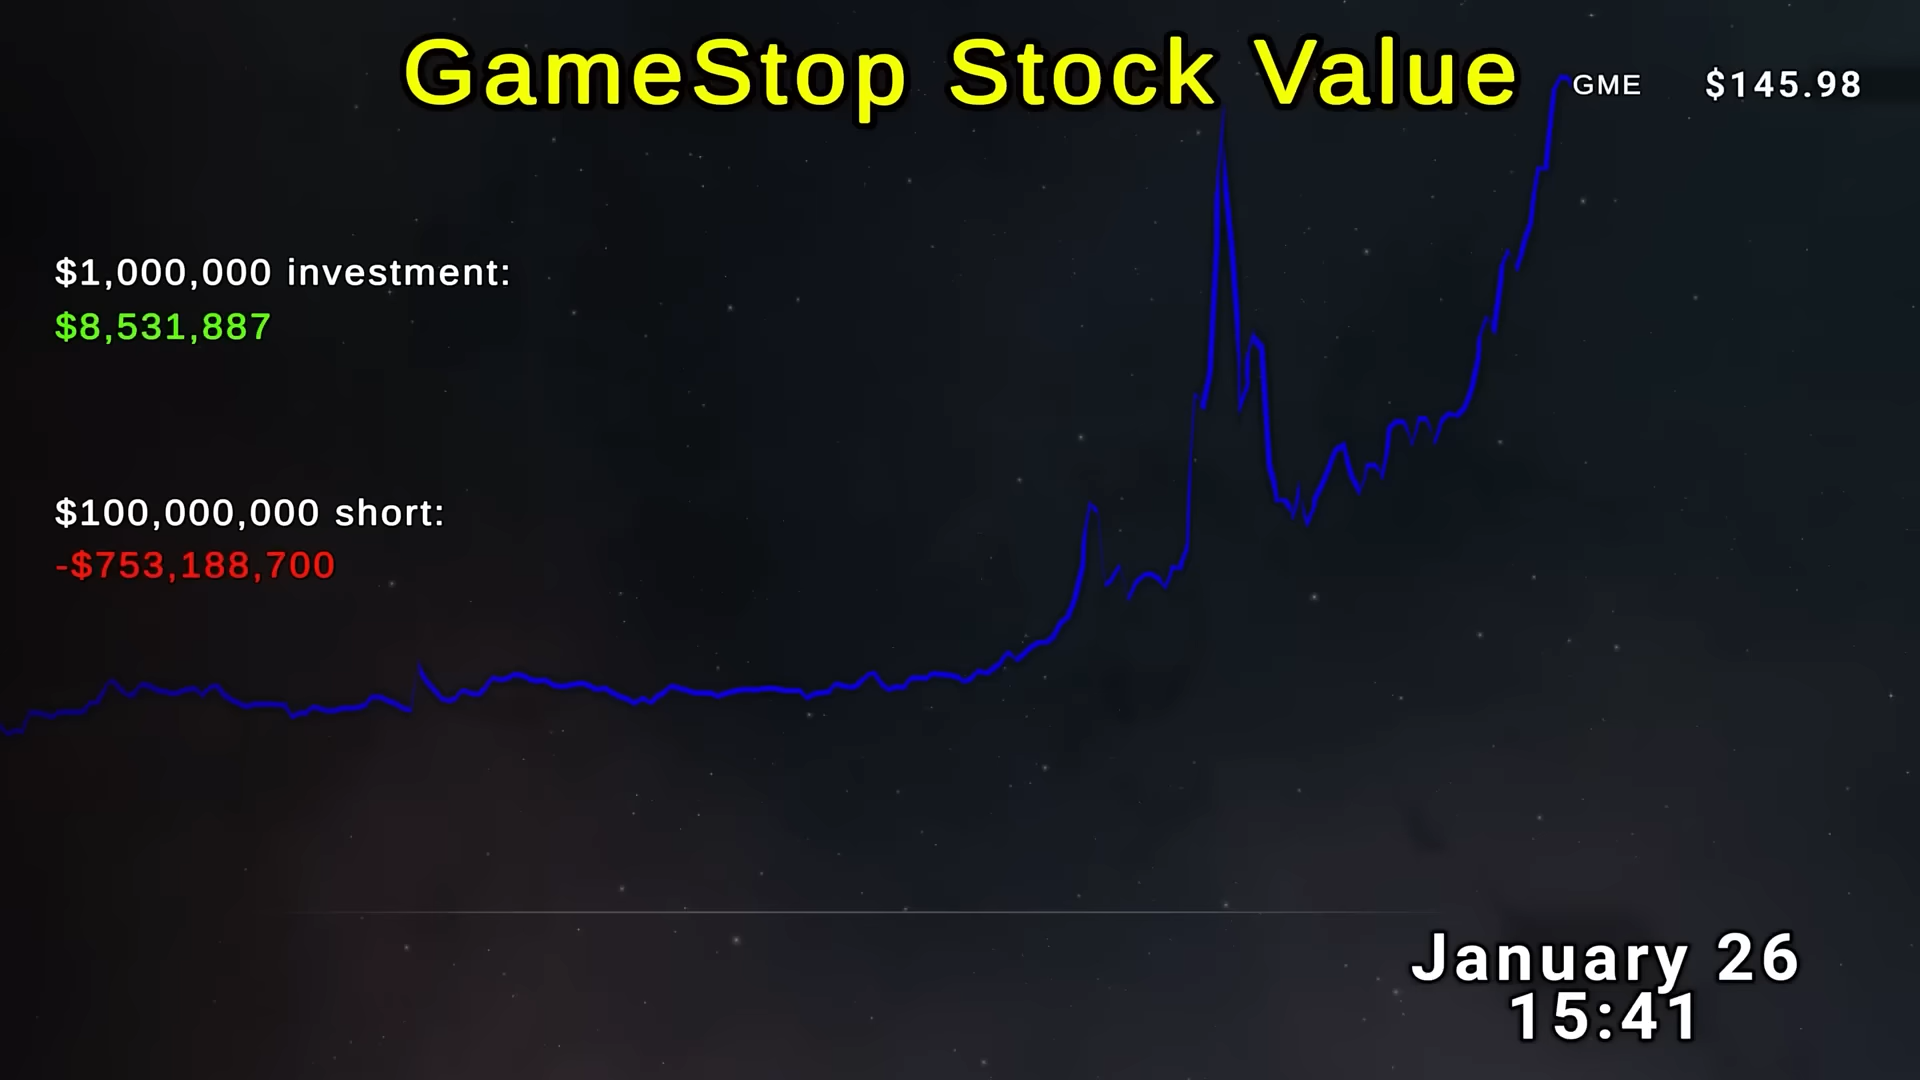 GameStop Stock Value
GME $145.98
$1,000,000 investment:
$8,531,887
$100,000,000 short:
-$753,188,700
January 26
15:41